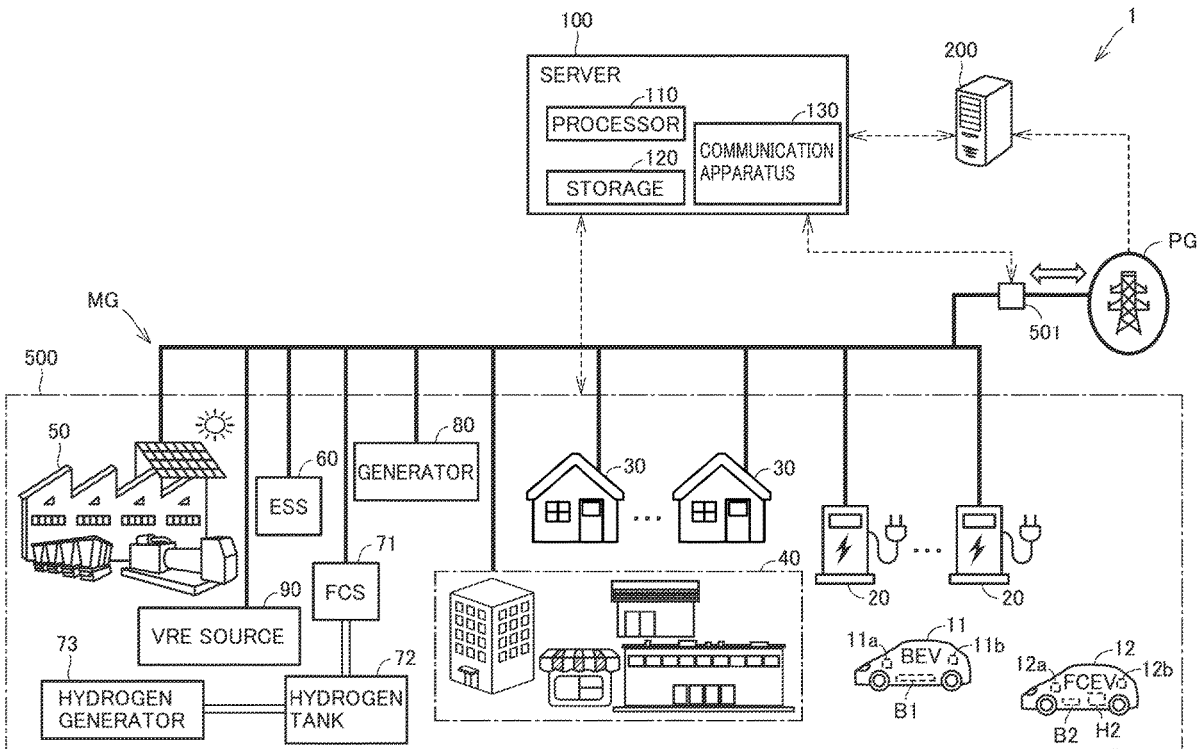 1
100
SERVER
110
PROCESSOR
120
STORAGE
130
COMMUNICATION
APPARATUS
200
PG
501
MG
500
50
60
ESS
80
GENERATOR
30
...
30
71
FCS
40
20
...
20
90
VRE SOURCE
73
HYDROGEN
GENERATOR
72
HYDROGEN
TANK
11
11a
BEV
11b
B1
12
12a
FCEV
12b
B2
H2